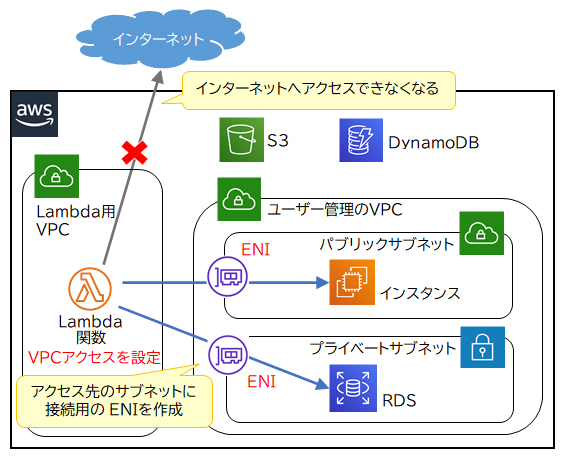 インターネット
インターネットへアクセスできなくなる
aws
S3
DynamoDB
Lambda用
VPC
ユーザー管理のVPC
パブリックサブネット
ENI
インスタンス
Lambda
関数
VPCアクセスを設定
プライベートサブネット
アクセス先のサブネットに
接続用の ENIを作成
ENI
RDS